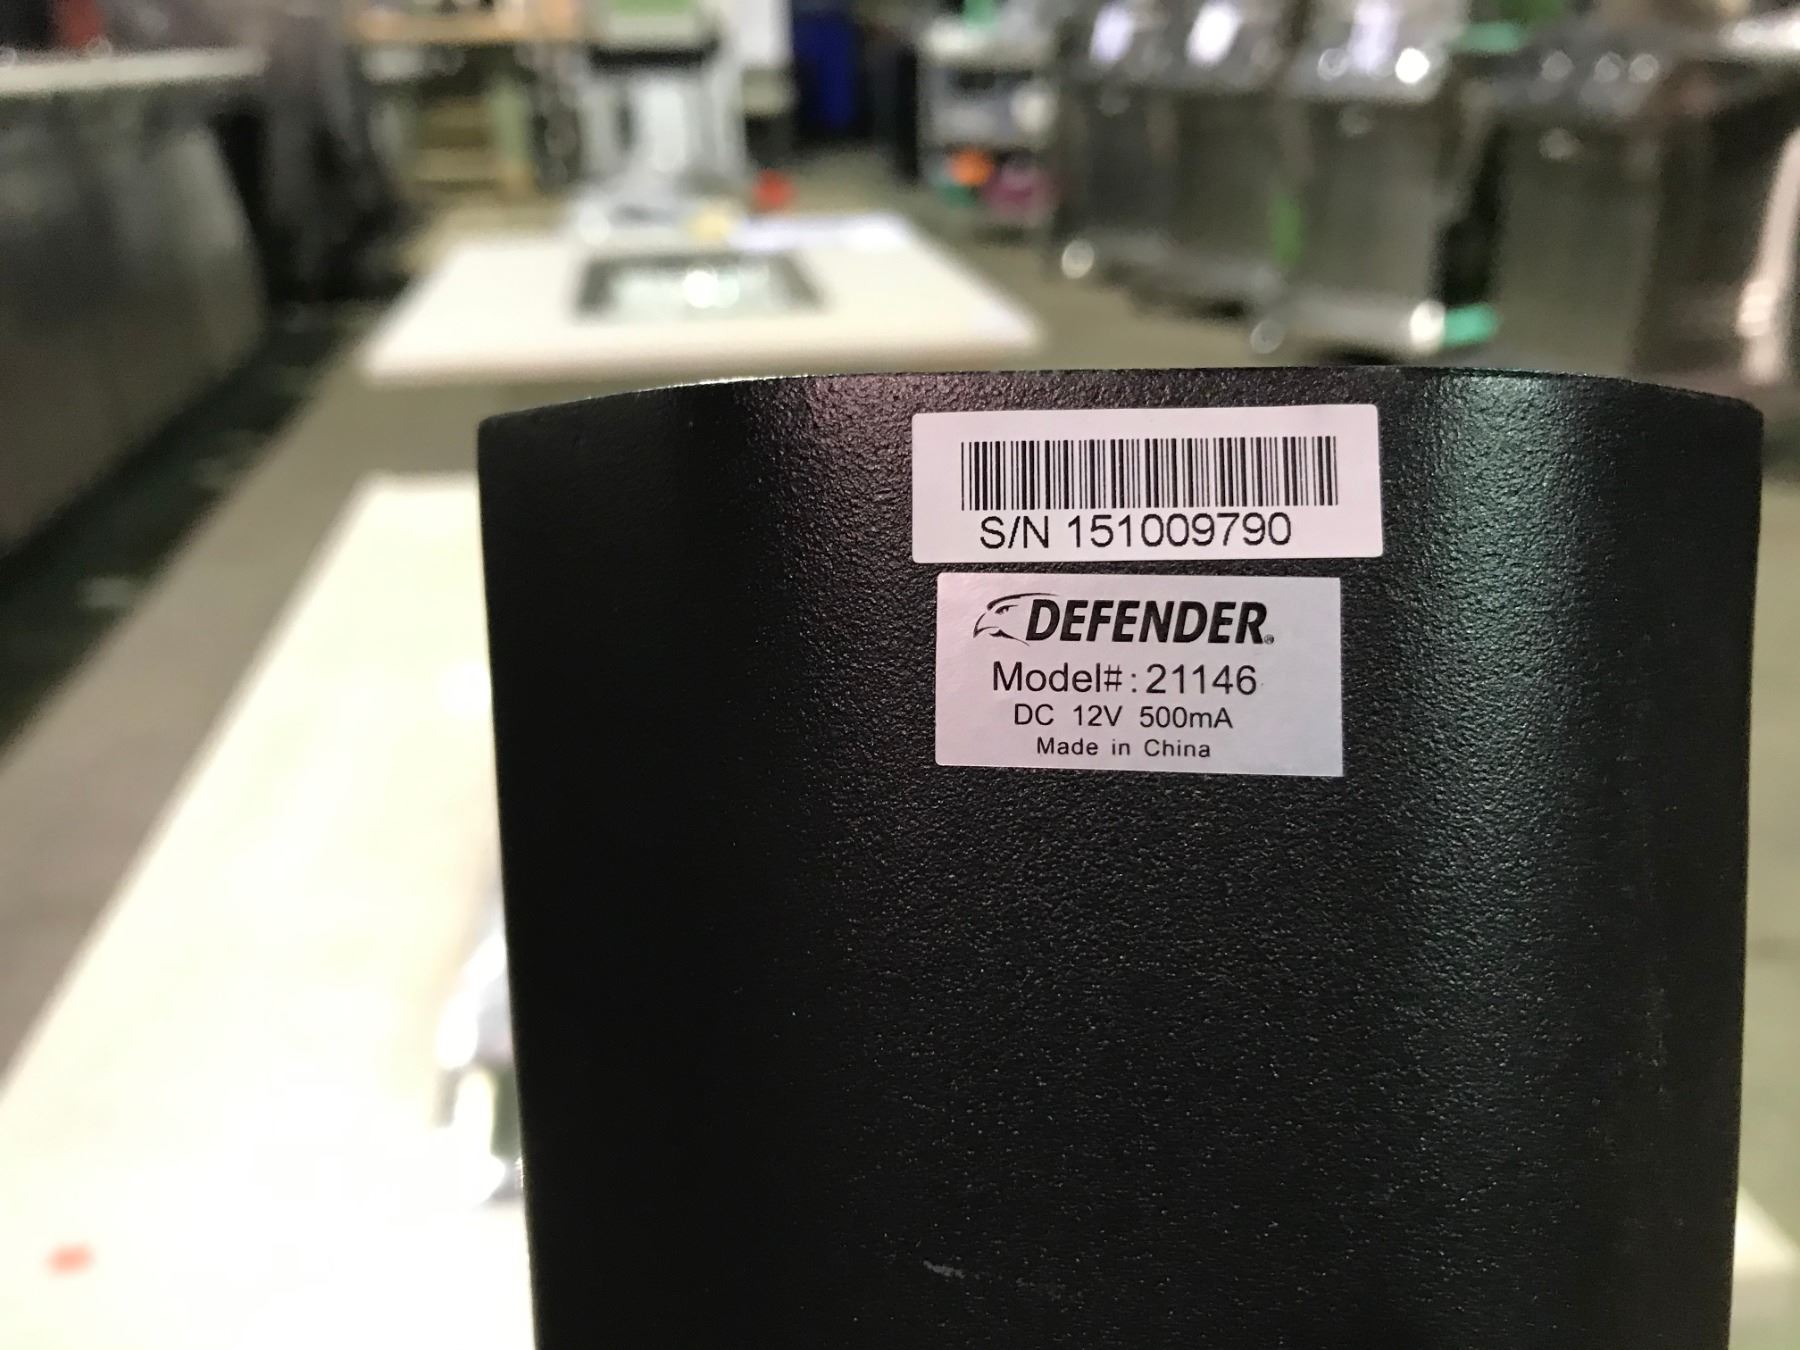 S/N 151009790
DEFENDER®
Model#: 21146
DC 12V 500mA
Made in China